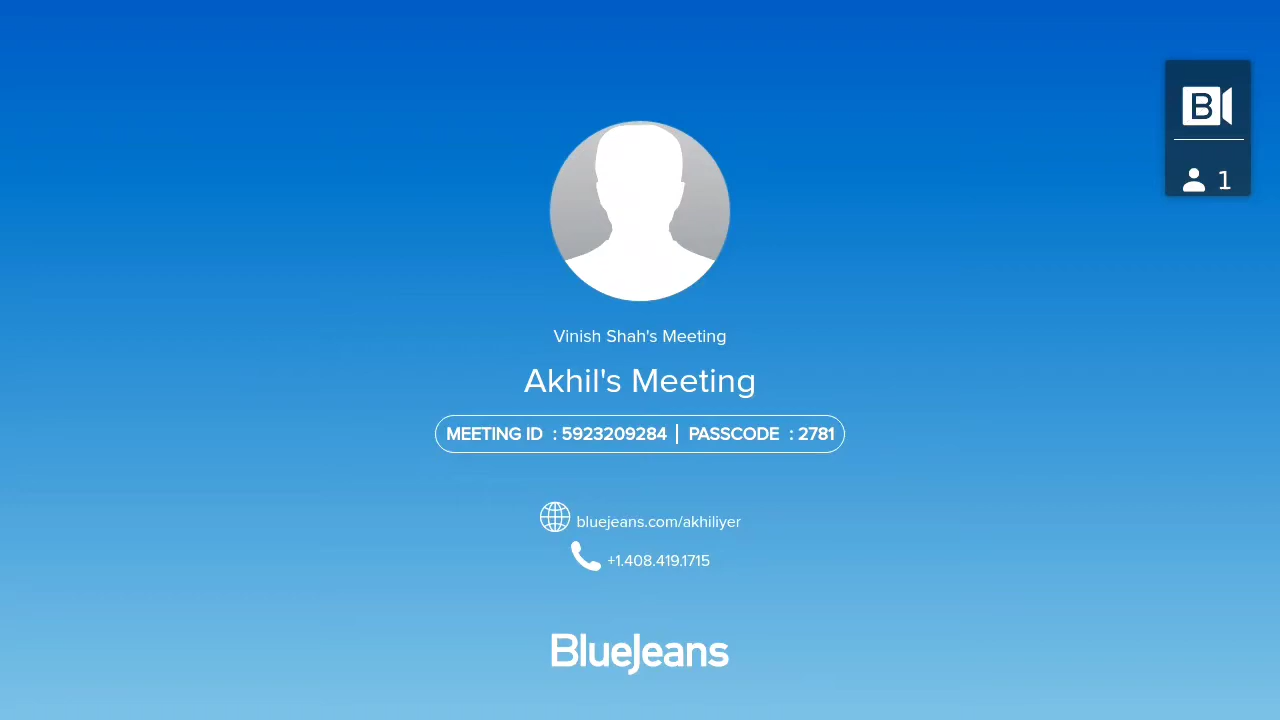 B
1
Vinish Shah's Meeting
Akhil's Meeting
MEETING ID : 5923209284 | PASSCODE : 2781
bluejeans.com/akhiliyer
+1.408.419.1715
BlueJeans